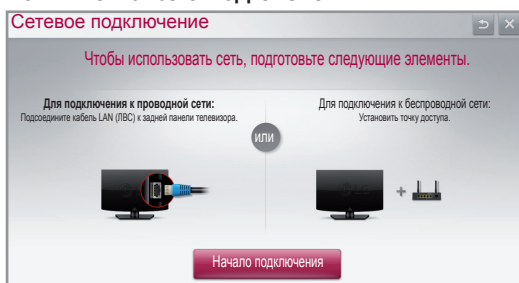 Сетевое подключение
Чтобы использовать сеть, подготовьте следующие элементы.
Для подключения к проводной сети:
Подсоедините кабель LAN (ЛВС) к задней панели телевизора.
ИЛИ
Для подключения к беспроводной сети:
Установить точку доступа.
Начало подключения